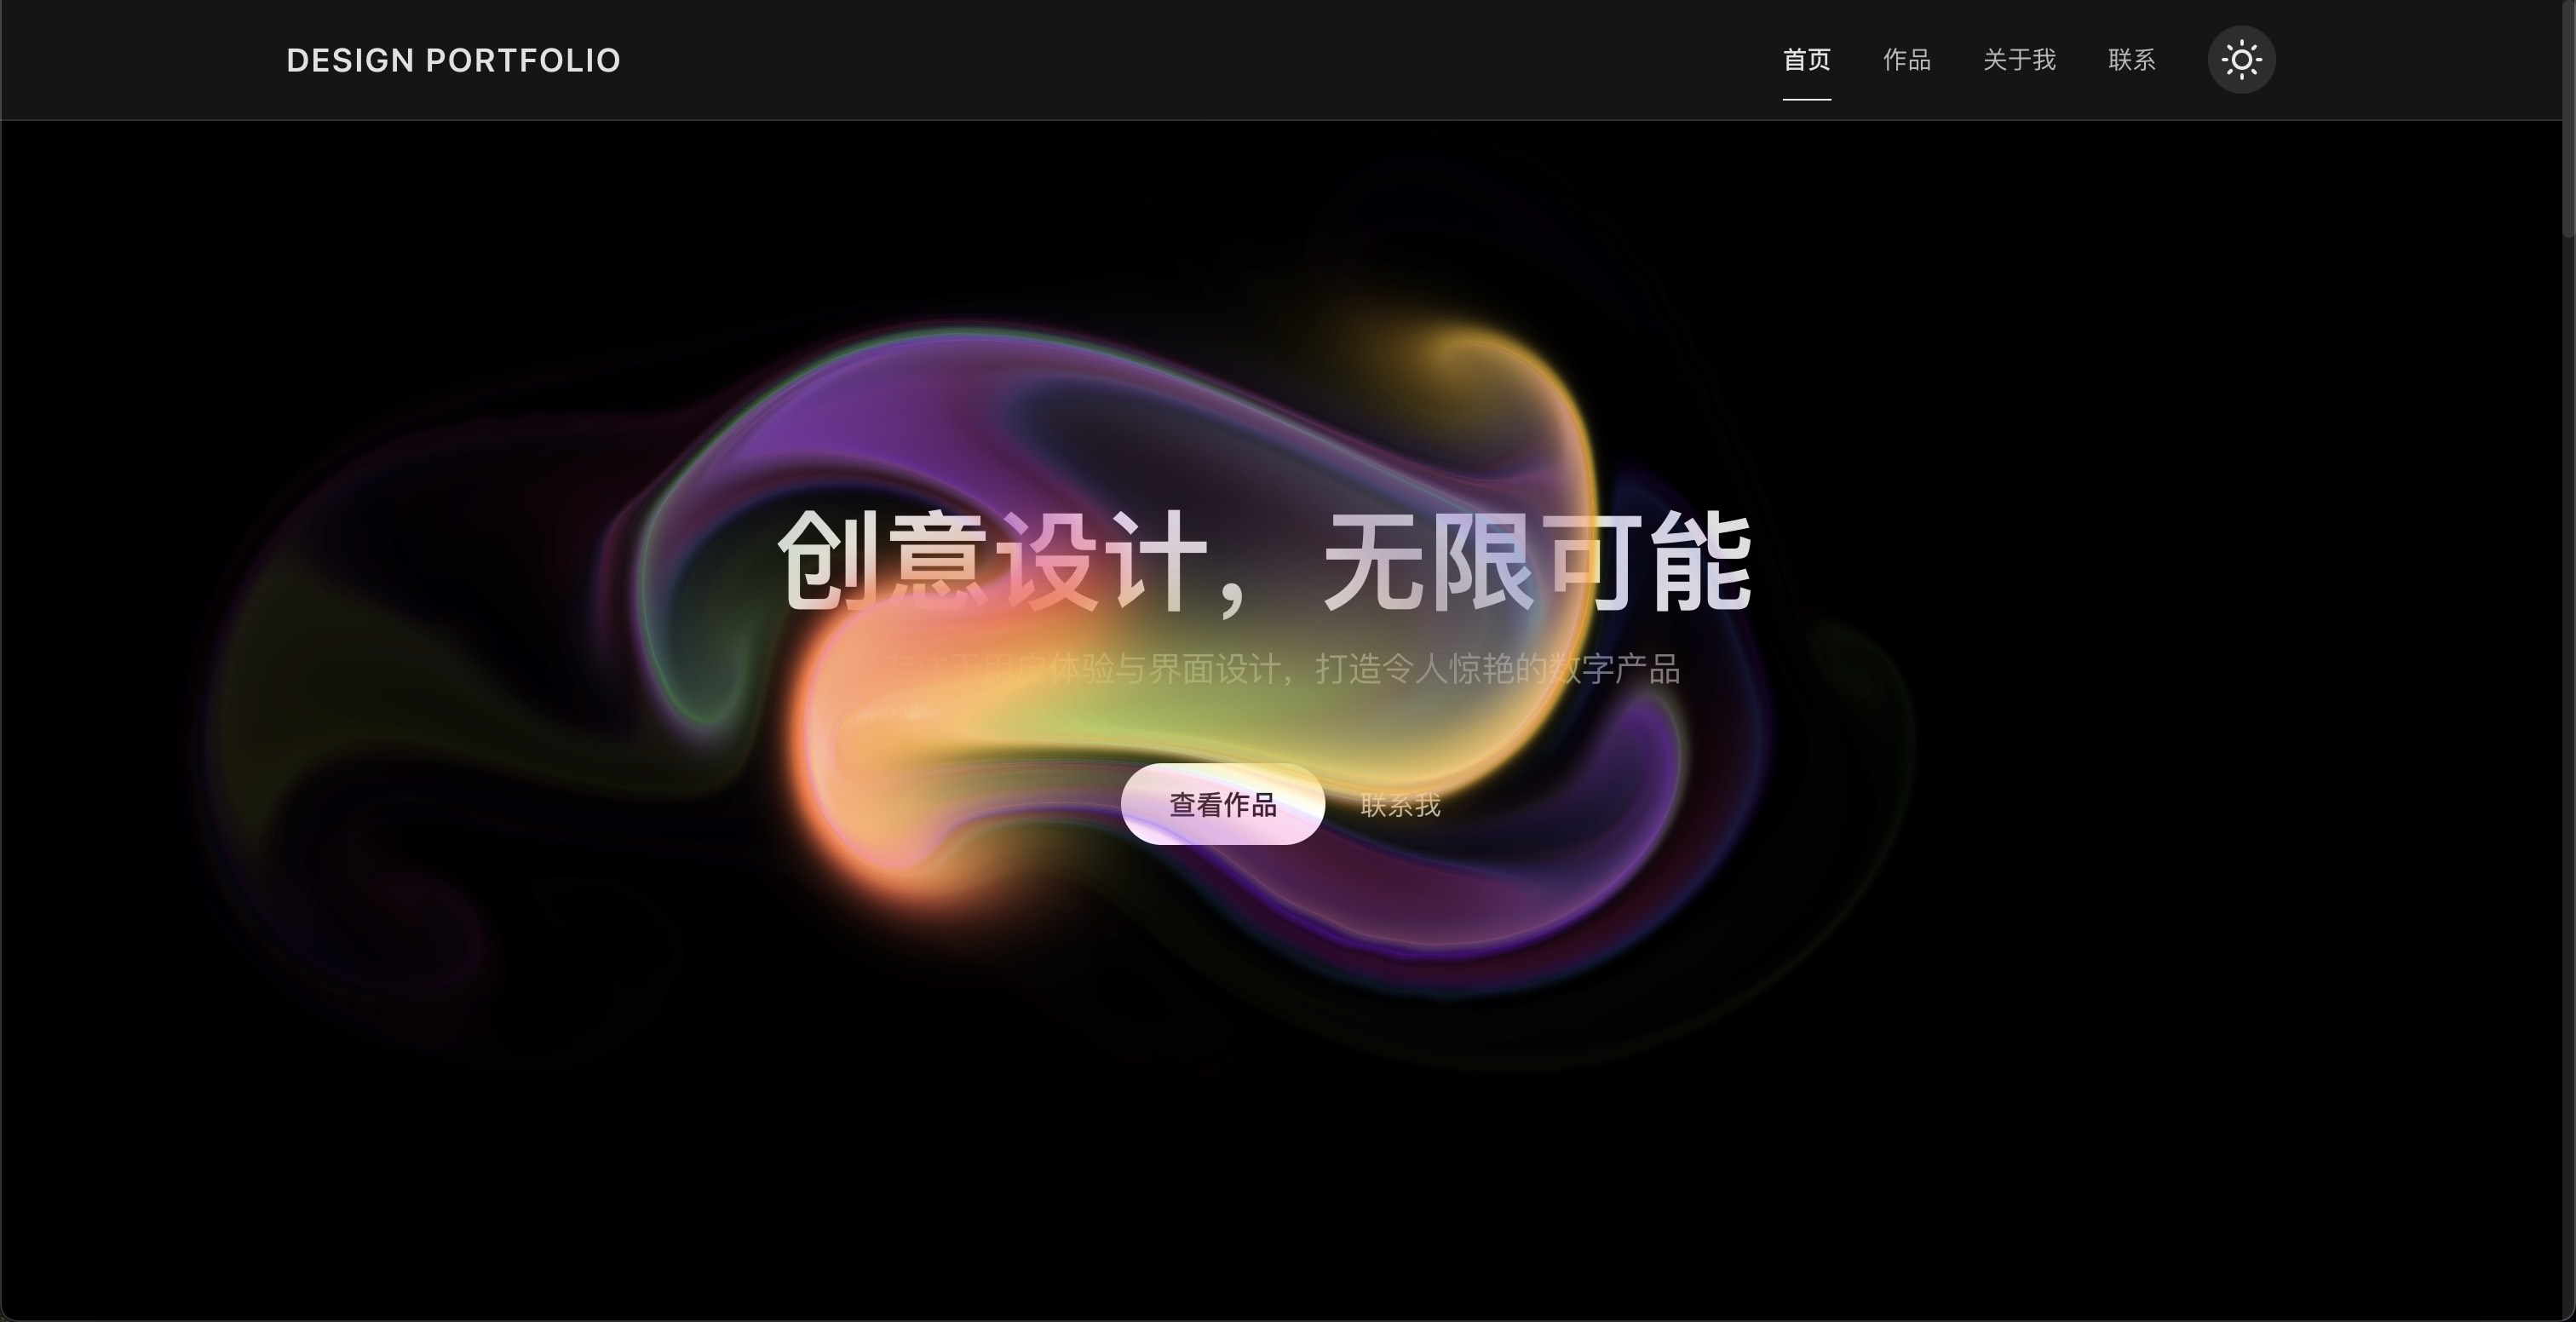 DESIGN PORTFOLIO
首页 作品 关于我 联系
创意设计，无限可能
用户体验与界面设计，打造令人惊艳的数字产品
查看作品 联系我